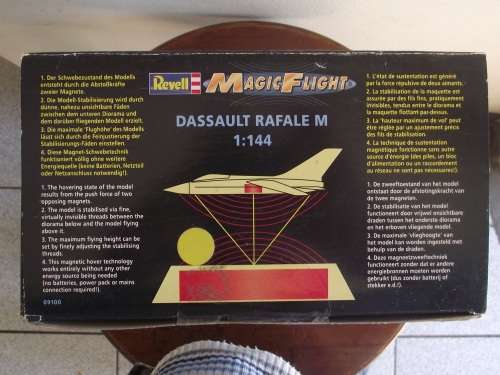 Revell MAGICFLIGHT
DASSAULT RAFALE M
1:144
1. Der Schwebezustand des Modells
entsteht durch die Abstoßkräfte
zweier Magnete.
2. Die Modell-Stabilisierung wird durch
dünne, nahezu unsichtbare Fäden
zwischen dem unteren Diorama und
dem darüber fliegenden Modell erzielt.
3. Die maximale 'Flughöhe' des Modells
lässt sich durch die Feinjustierung der
Stabilisierungs-Fäden einstellen.
4. Diese Magnet-Schwebetechnik
funktioniert völlig ohne weitere
Energiequelle (keine Batterien, Netzteil
oder Netzanschluss notwendig!).
1. The hovering state of the model
results from the push force of two
opposing magnets.
2. The model is stabilised via fine,
virtually invisible threads between the
diorama below and the model flying
above it.
3. The maximum flying height can be
set by finely adjusting the stabilising
threads.
4. This magnetic hover technology
works entirely without any other
energy source being needed
(no batteries, power pack or mains
connection required!).
09100
1. L'état de sustentation est généré
par la force répulsive de deux aimants.
2. La stabilisation de la maquette est
assurée par des fils fins, pratiquement
invisibles, tendus entre le diorama et
la maquette flottant par-dessus.
3. La 'hauteur maximum de vol' peut
être réglée par un ajustement précis
des fils de stabilisation.
4. La technique de sustentation
magnétique fonctionne sans autre
source d'énergie (des piles, un bloc
d'alimentation ou un raccordement
au réseau ne sont pas nécessaires!).
1. De zweeftoestand van het model
ontstaat door de afstotingskracht van
de twee magneten.
2. De stabilisatie van het model
functioneert door vrijwel onzichtbare
draden tussen het onderste diorama
en het erboven vliegende model.
3. De maximale 'vlieghoogte' van
het model kan worden ingesteld met
behulp van de draden.
4. Deze magneetzweeftechniek
functioneert zonder dat er andere
energiebronnen moeten worden
gebruikt (dus zonder batterij of
stekker e.d.!).